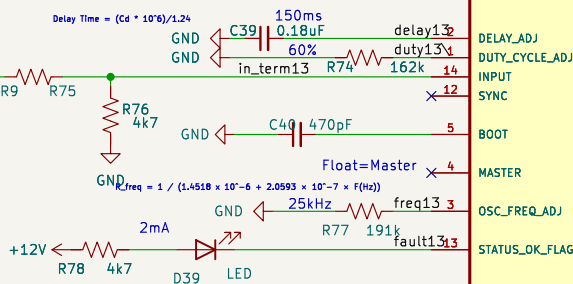 150ms
Delay Time = (Cd * 10^6)/1.24
C39 0.18uF delay13 2 DELAY_ADJ
GND
GND 60% duty13 1 DUTY_CYCLE_ADJ
R74 162k
in_term13 14 INPUT
R9 R75
12 SYNC
R76
4k7
C40 470pF
GND 5 BOOT
Float=Master 4 MASTER
GND
R_freq = 1 / (1.4518 x 10^-6 + 2.0593 x 10^-7 x F(Hz))
GND 25kHz freq13 3 OSC_FREQ_ADJ
R77 191k
2mA
fault13 13 STATUS_OK_FLAG
+12V
R78 4k7
D39 LED